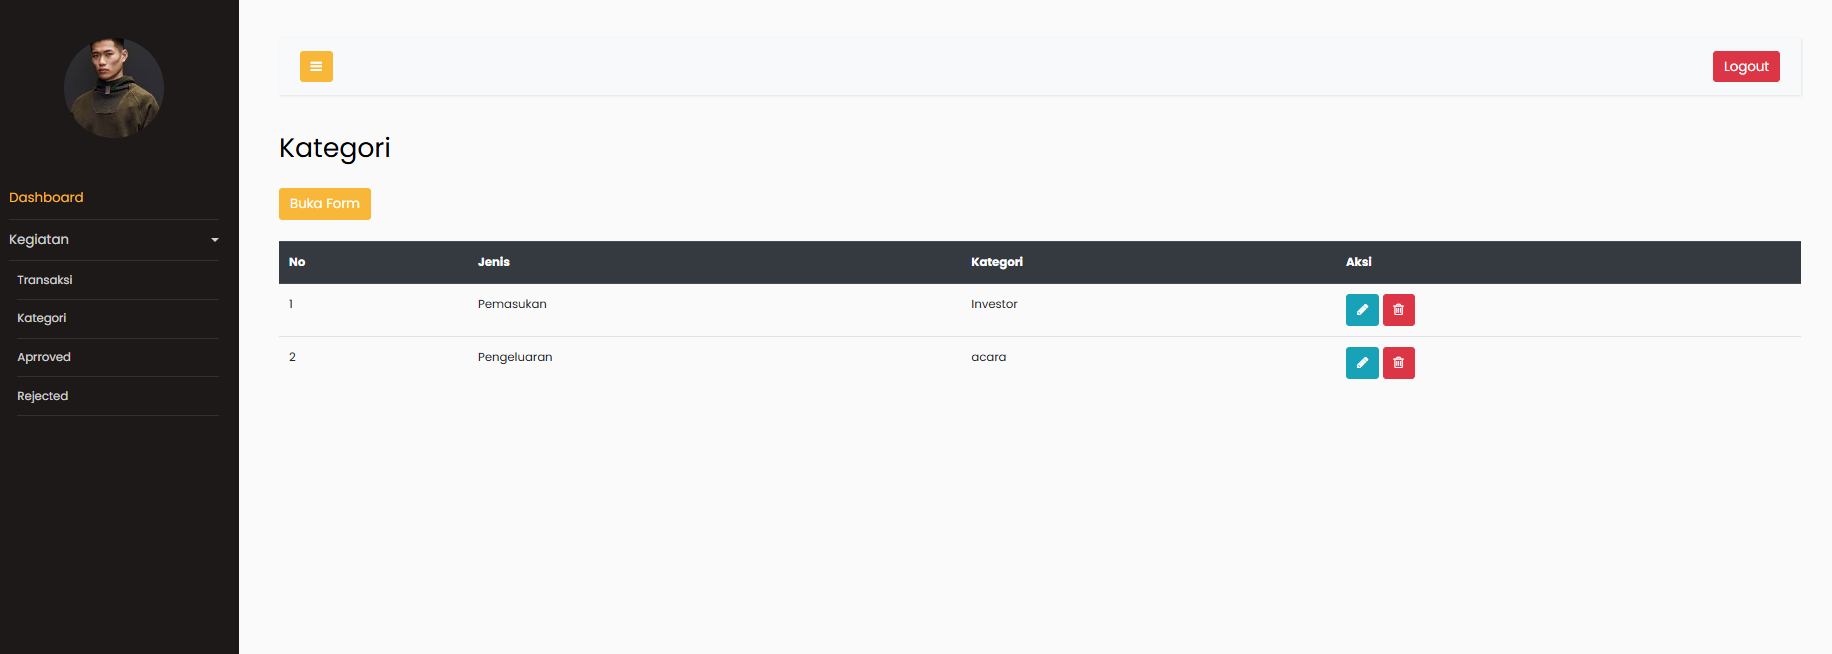 Dashboard
Kegiatan
Transaksi
Kategori
Aprroved
Rejected
Logout
Kategori
Buka Form
No Jenis Kategori Aksi
1 Pemasukan Investor
2 Pengeluaran acara